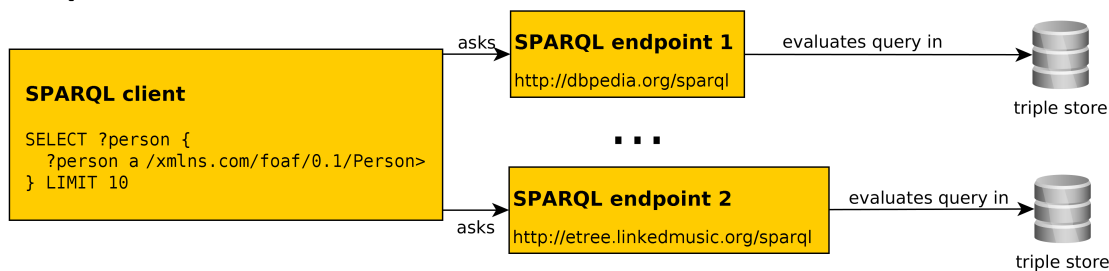 SPARQL client
SELECT ?person {
?person a /xmlns.com/foaf/0.1/Person>
} LIMIT 10
asks
SPARQL endpoint 1
http://dbpedia.org/sparql
evaluates query in
triple store
...
asks
SPARQL endpoint 2
http://etree.linkedmusic.org/sparql
evaluates query in
triple store